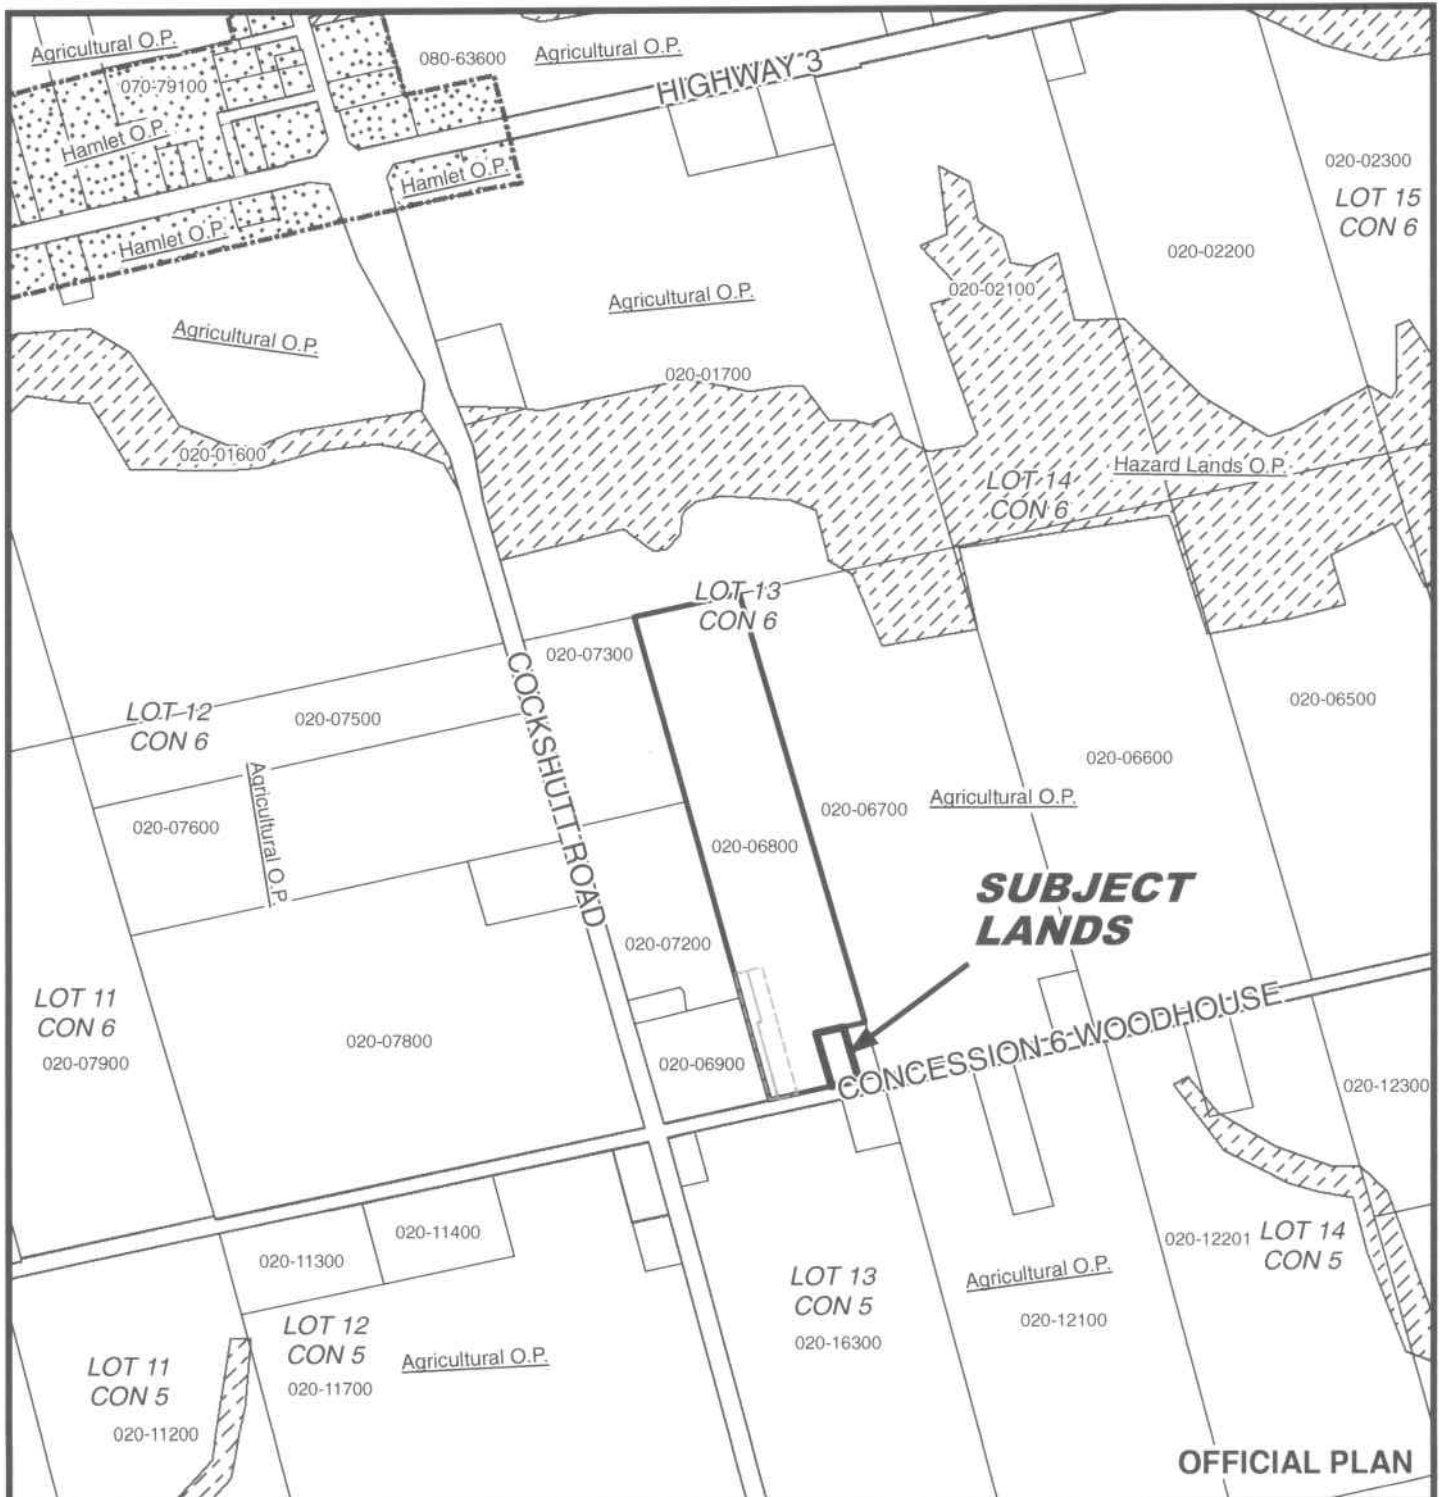 Agricultural O.P.
080-63600
Agricultural O.P.
HIGHWAY 3
070-79100
Hamlet O.P.
Hamlet O.P.
Hamlet O.P.
020-02300
LOT 15
CON 6
020-02200
020-02100
Agricultural O.P.
Agricultural O.P.
020-01700
020-01600
Hazard Lands O.P.
LOT 14
CON 6
LOT 13
CON 6
020-07300
COCKSHUTT ROAD
LOT 12
CON 6
020-07500
020-06500
020-06600
Agricultural O.P.
020-06700
Agricultural O.P.
020-07600
020-06800
SUBJECT
LANDS
020-07200
LOT 11
CON 6
020-07900
020-07800
020-06900
CONCESSION 6 WOODHOUSE
020-12300
020-11400
020-11300
020-12201
LOT 14
CON 5
LOT 13
CON 5
020-16300
Agricultural O.P.
020-12100
LOT 12
CON 5
020-11700
Agricultural O.P.
LOT 11
CON 5
020-11200
OFFICIAL PLAN